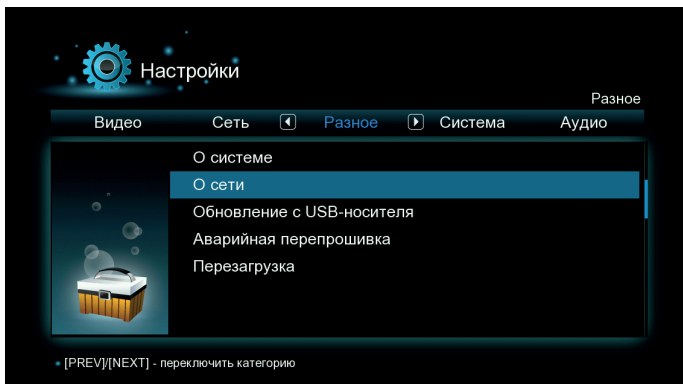 Настройки
Разное
Видео Сеть Разное Система Аудио
О системе
О сети
Обновление с USB-носителя
Аварийная перепрошивка
Перезагрузка
[PREV]/[NEXT] - переключить категорию